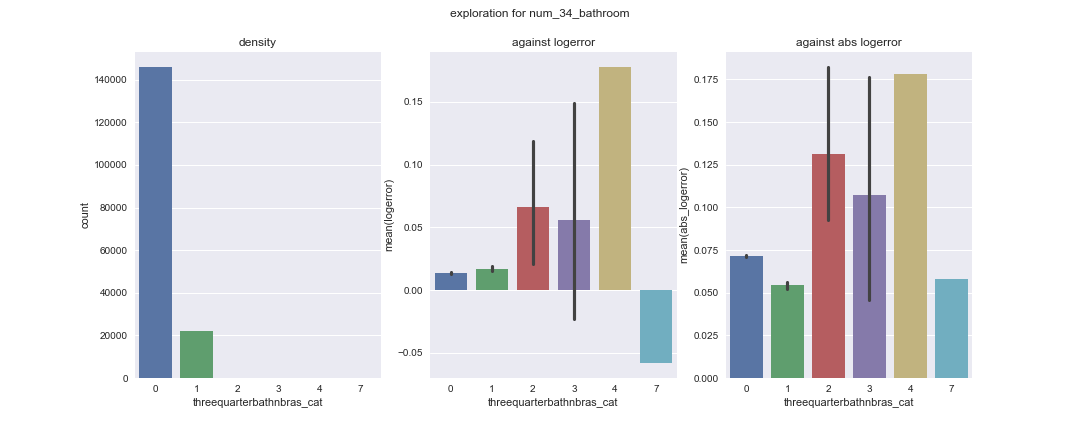 exploration for num_34_bathroom
density
count
140000
120000
100000
80000
60000
40000
20000
0
0 1 2 3 4 7
threequarterbathnbras_cat
against logerror
mean(logerror)
0.15
0.10
0.05
0.00
−0.05
0 1 2 3 4 7
threequarterbathnbras_cat
against abs logerror
mean(abs_logerror)
0.175
0.150
0.125
0.100
0.075
0.050
0.025
0.000
0 1 2 3 4 7
threequarterbathnbras_cat